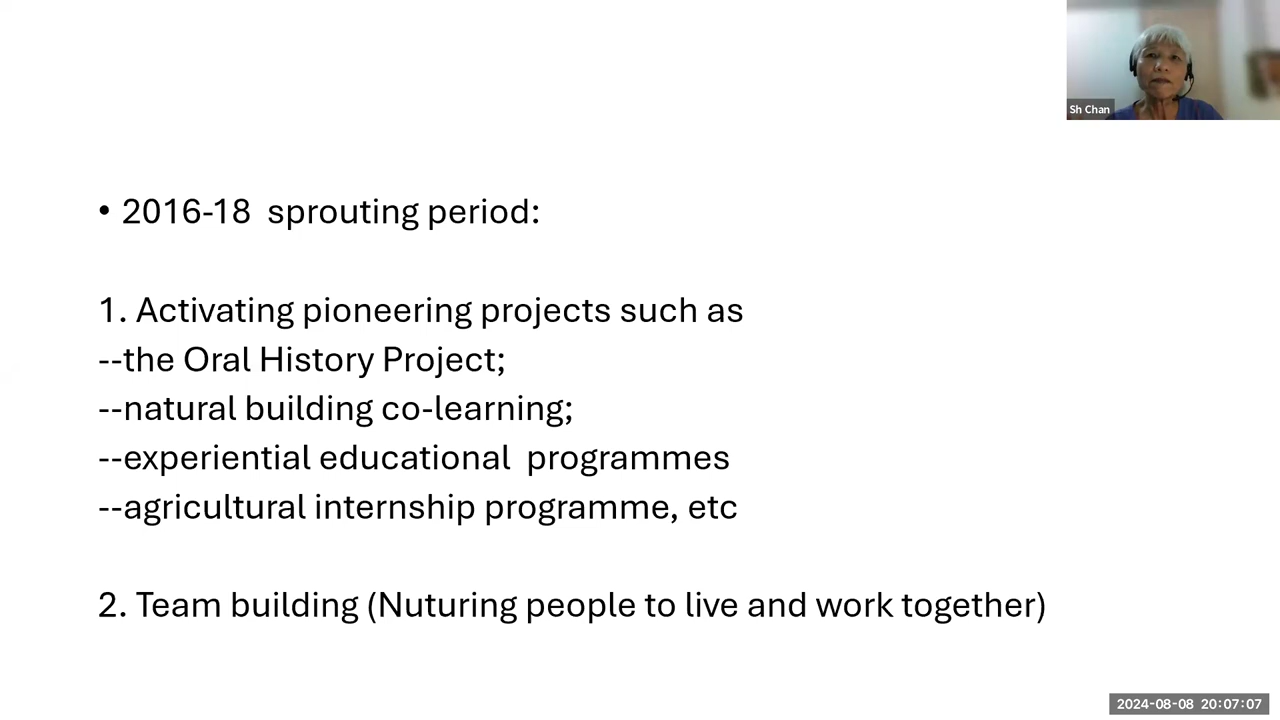 Sh Chan
• 2016-18  sprouting period:
1. Activating pioneering projects such as
--the Oral History Project;
--natural building co-learning;
--experiential educational  programmes
--agricultural internship programme, etc
2. Team building (Nuturing people to live and work together)
2024-08-08 20:07:07